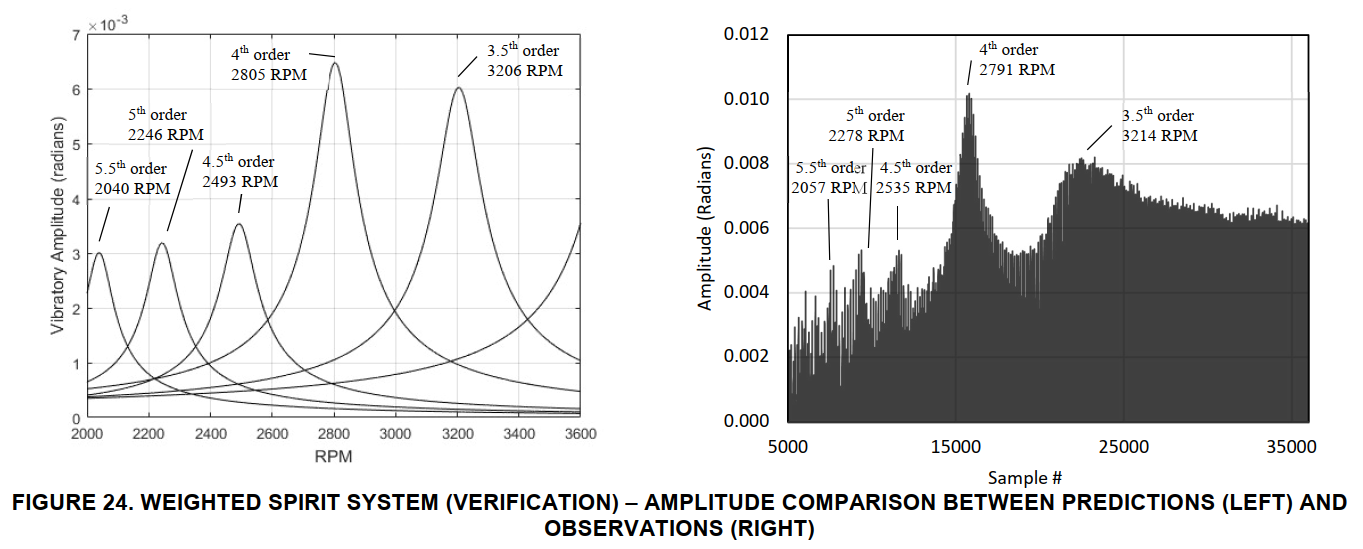 ×10⁻³
7
6
5
4
3
2
1
0
Vibratory Amplitude (radians)
4th order
2805 RPM
3.5th order
3206 RPM
5th order
2246 RPM
5.5th order
2040 RPM
4.5th order
2493 RPM
2000 2200 2400 2600 2800 3000 3200 3400 3600
RPM
0.012
0.010
0.008
0.006
0.004
0.002
0.000
Amplitude (Radians)
4th order
2791 RPM
5th order
2278 RPM
3.5th order
3214 RPM
5.5th order
2057 RPM
4.5th order
2535 RPM
5000 15000 25000 35000
Sample #
FIGURE 24. WEIGHTED SPIRIT SYSTEM (VERIFICATION) – AMPLITUDE COMPARISON BETWEEN PREDICTIONS (LEFT) AND
OBSERVATIONS (RIGHT)